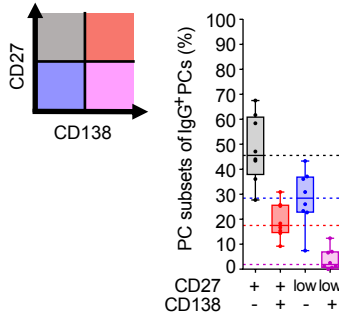 CD27
CD138
PC subsets of IgG⁺ PCs (%)
100
90
80
70
60
50
40
30
20
10
0
CD27 + + low low
CD138 - + - +